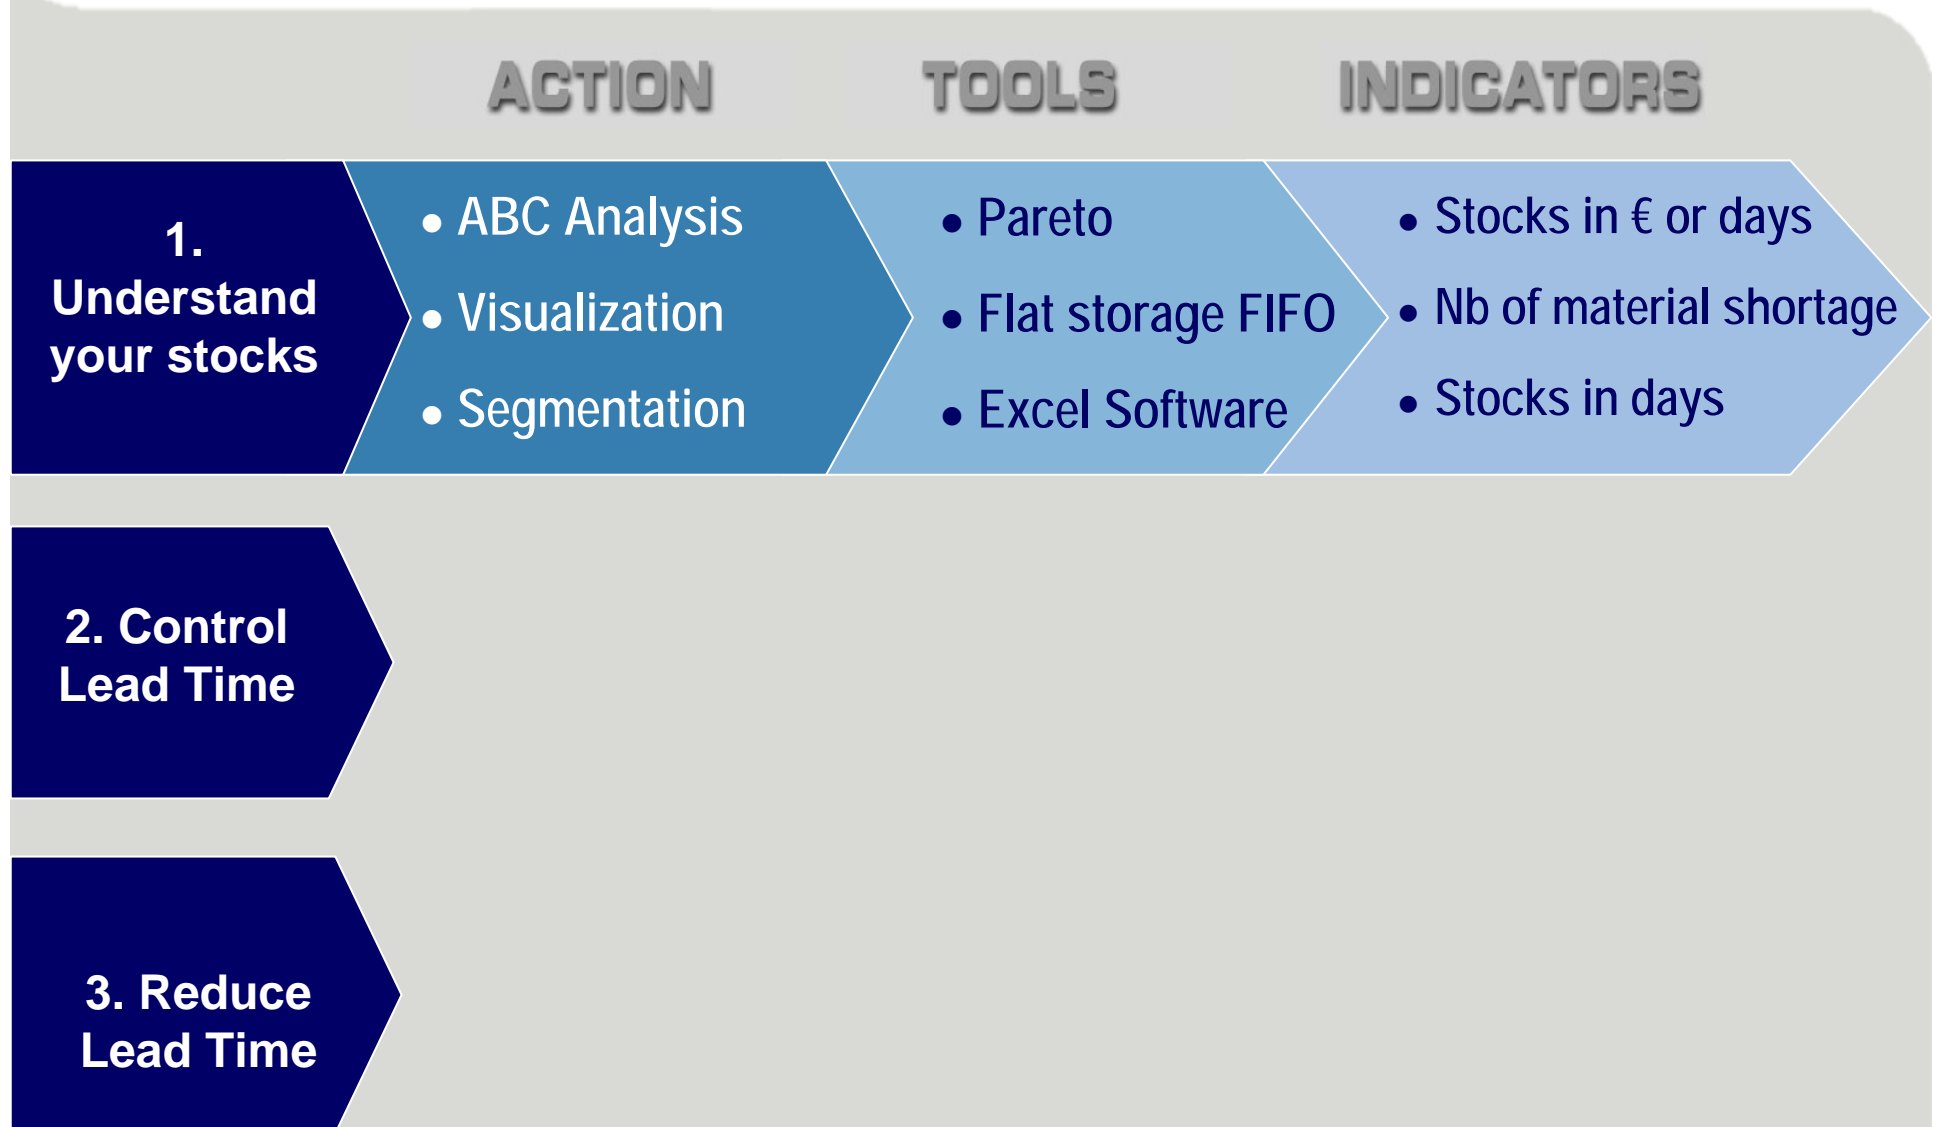 ACTION TOOLS INDICATORS
1.
Understand
your stocks
● ABC Analysis
● Visualization
● Segmentation
● Pareto
● Flat storage FIFO
● Excel Software
● Stocks in € or days
● Nb of material shortage
● Stocks in days
2. Control
Lead Time
3. Reduce
Lead Time